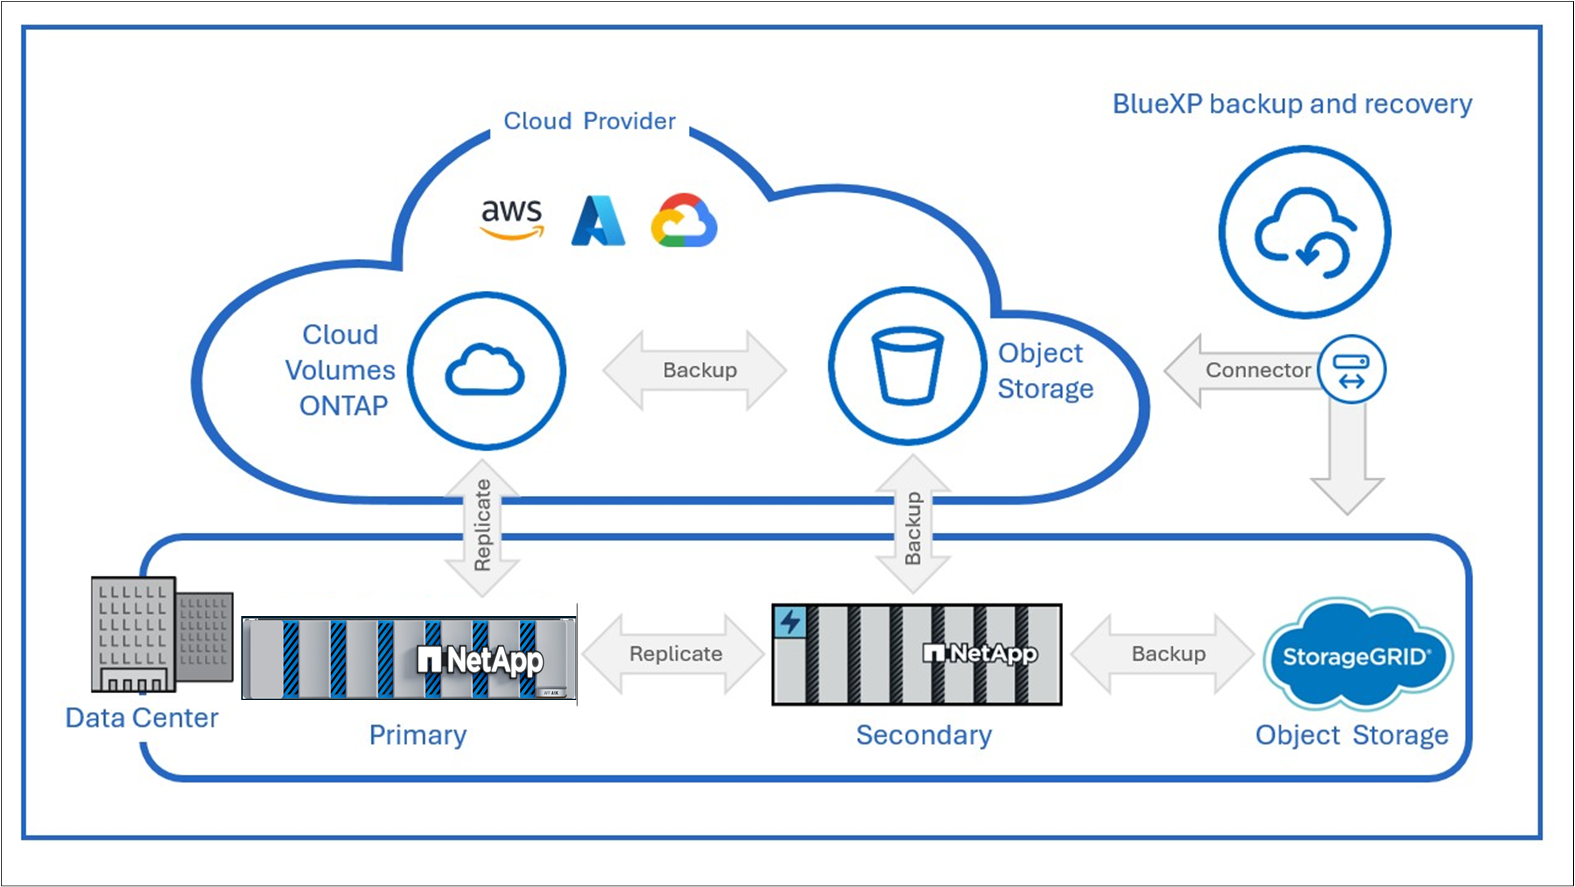 BlueXP backup and recovery
Cloud Provider
aws
Cloud
Volumes
ONTAP
Backup
Object
Storage
Connector
Replicate
Backup
NetApp
Replicate
NetApp
Backup
StorageGRID®
Data Center
Primary
Secondary
Object Storage